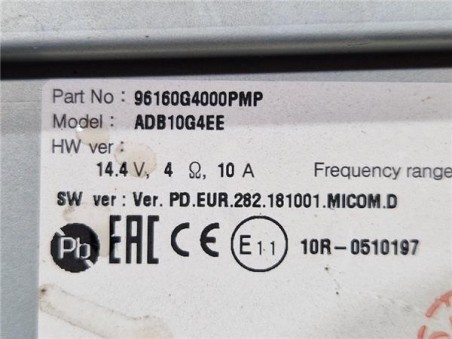 Part No : 96160G4000PMP
Model : ADB10G4EE
HW ver :
14.4 V, 4 Ω, 10 A Frequency range
SW ver : Ver. PD.EUR.282.181001.MICOM.D
Pb EAC CE E11 10R-0510197